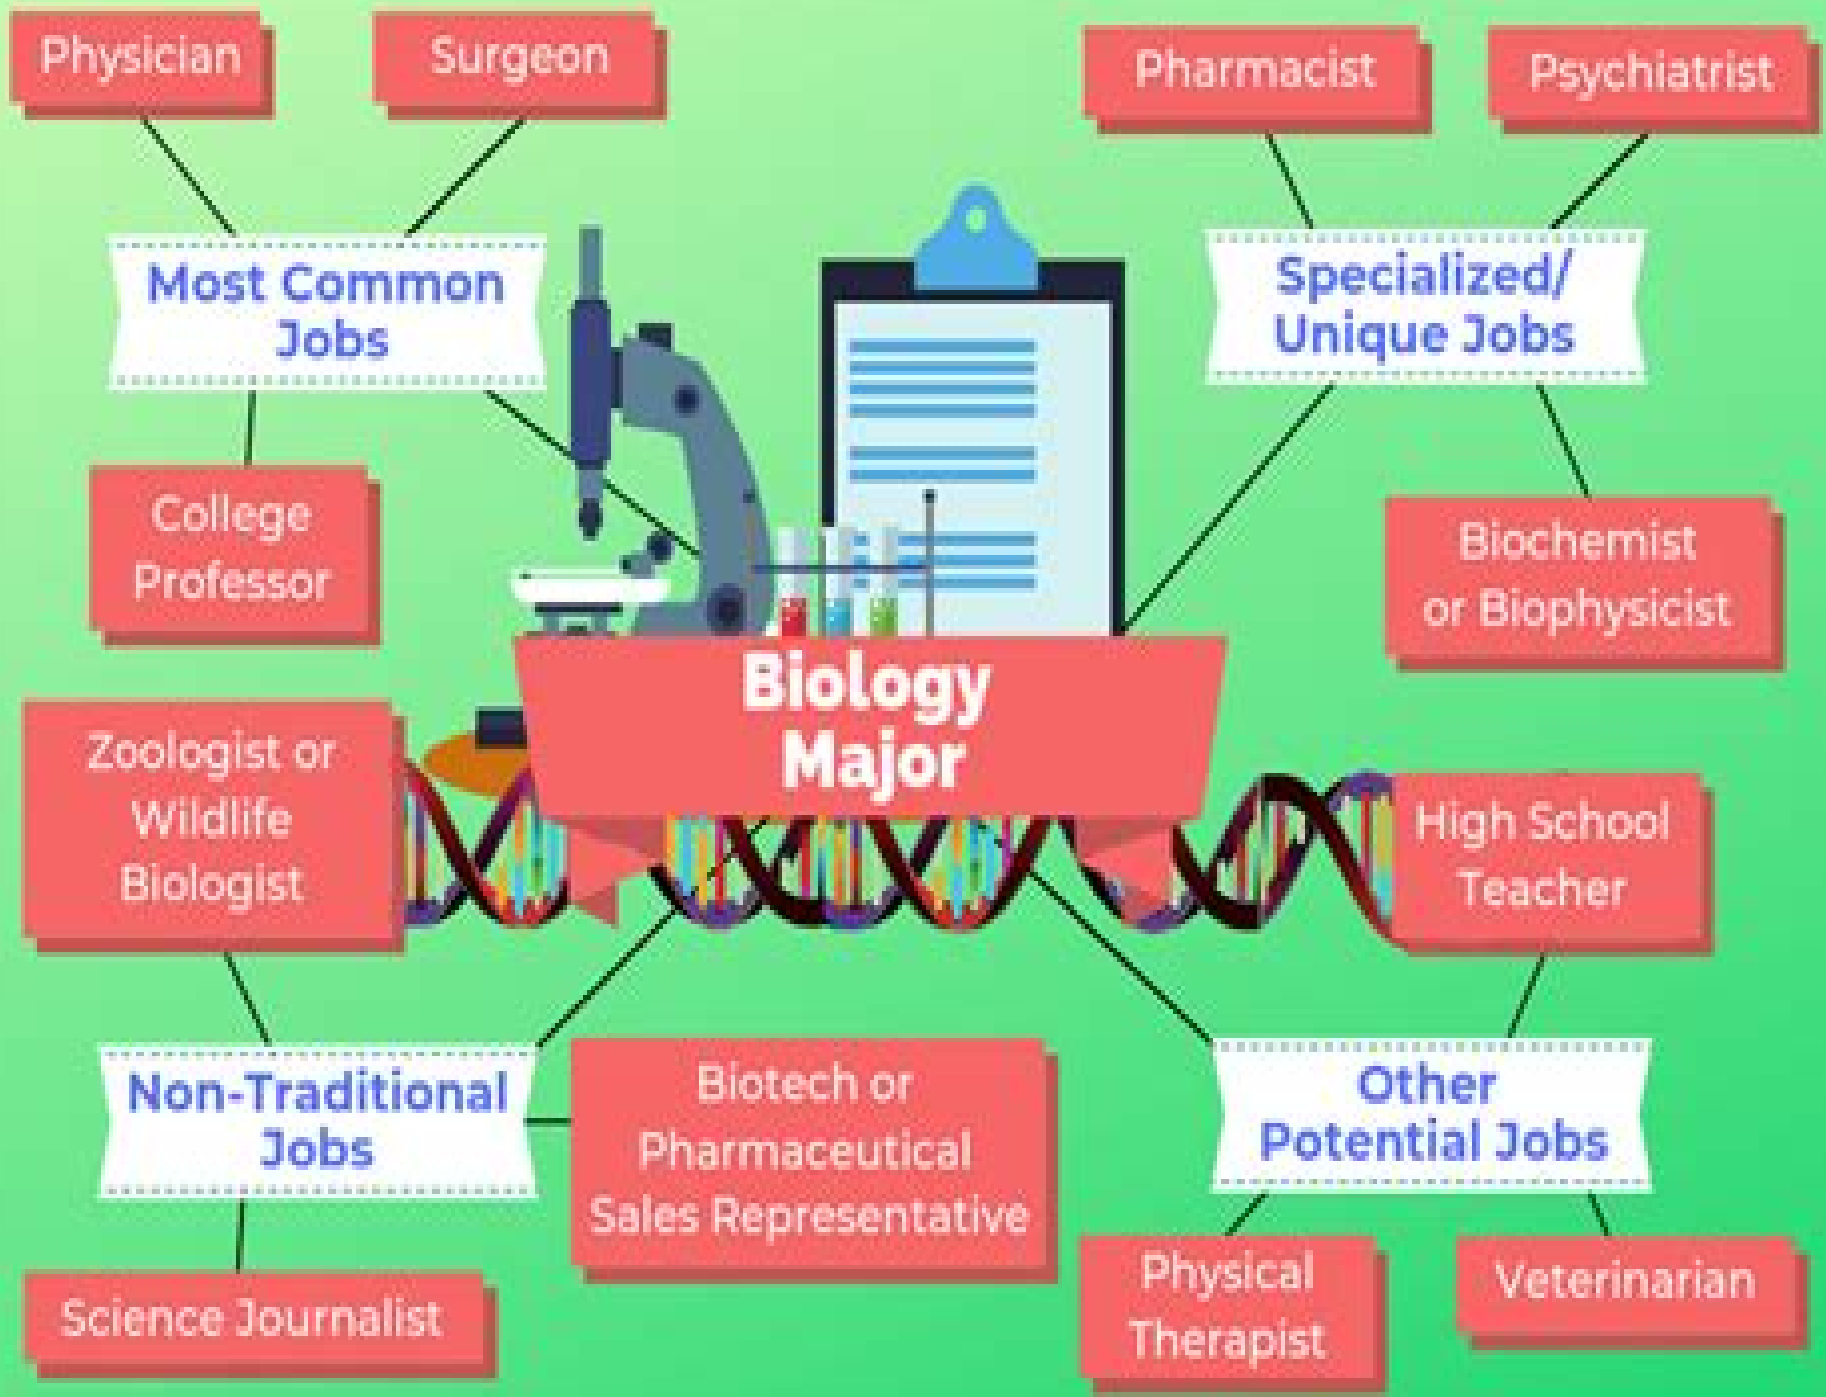 Physician
Surgeon
Pharmacist
Psychiatrist
Most Common
Jobs
Specialized/
Unique Jobs
College
Professor
Biochemist
or Biophysicist
Biology
Major
Zoologist or
Wildlife
Biologist
High School
Teacher
Non-Traditional
Jobs
Biotech or
Pharmaceutical
Sales Representative
Other
Potential Jobs
Science Journalist
Physical
Therapist
Veterinarian